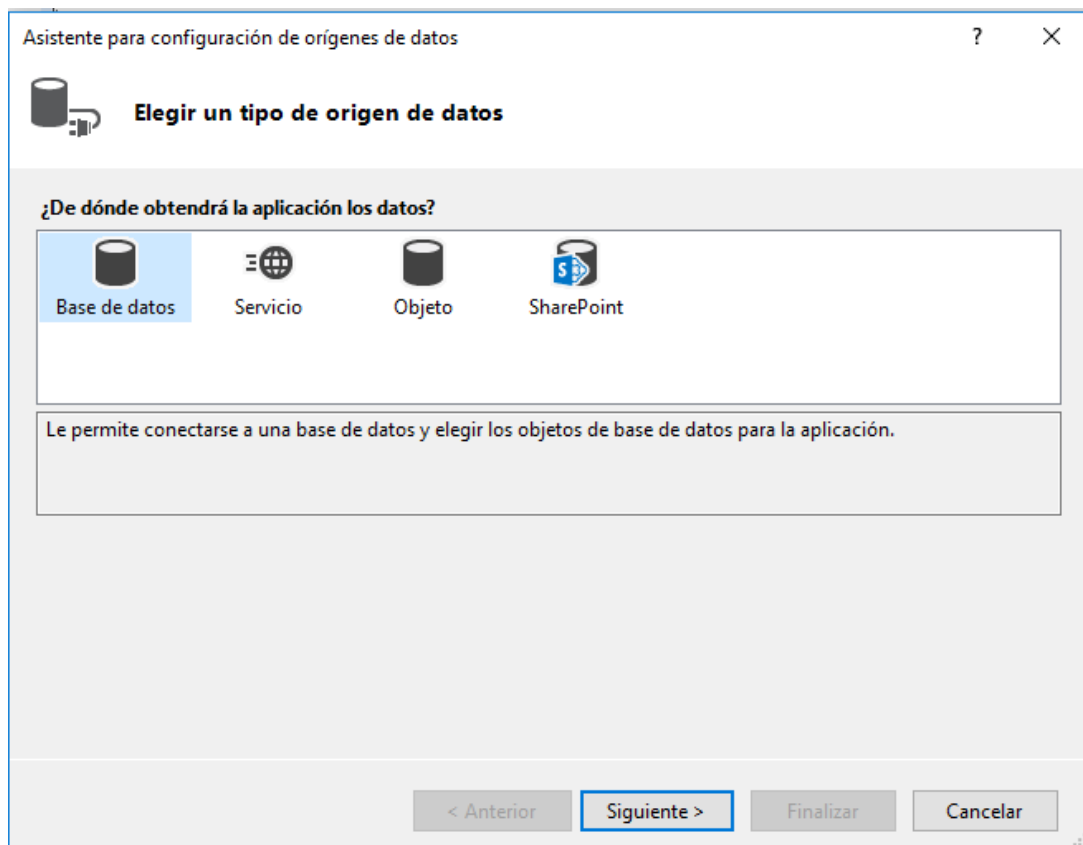 Asistente para configuración de orígenes de datos ?
Elegir un tipo de origen de datos
¿De dónde obtendrá la aplicación los datos?
Base de datos Servicio Objeto SharePoint
Le permite conectarse a una base de datos y elegir los objetos de base de datos para la aplicación.
< Anterior Siguiente > Finalizar Cancelar